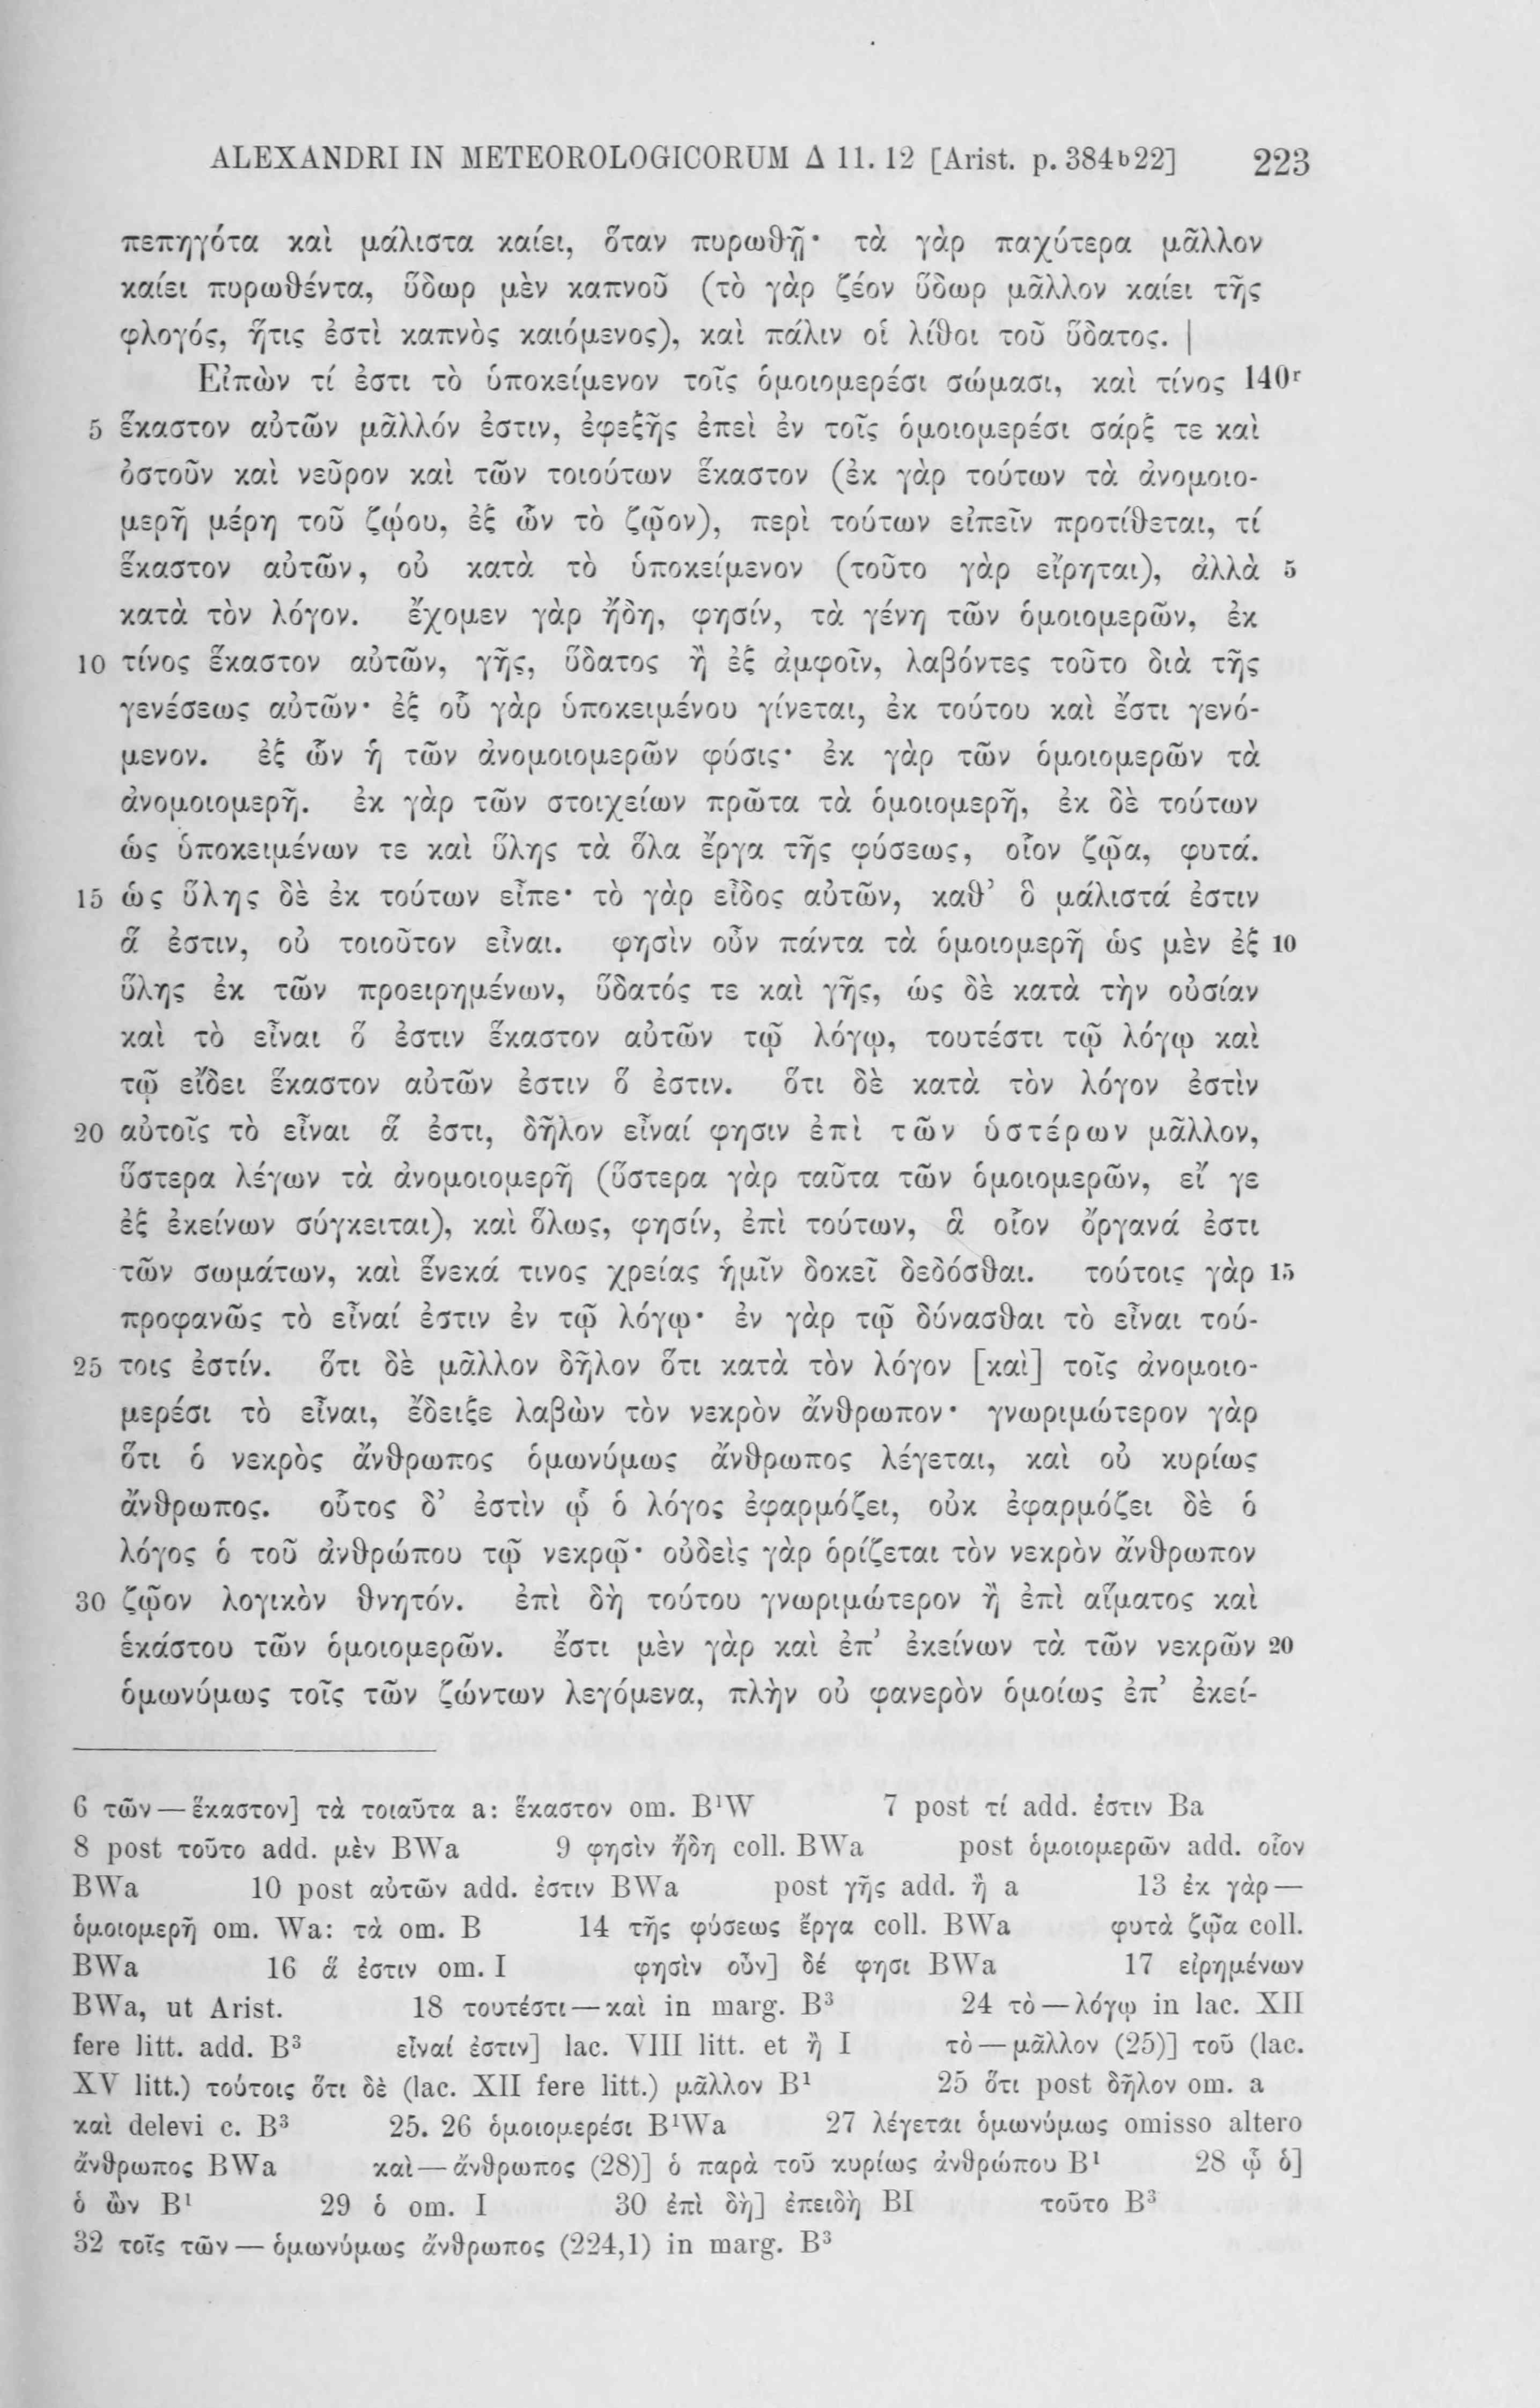 ALEXANDRI IN METEOROLOGICORUM Δ 11. 12 [Arist. p. 384b22] 223
πεπηγότα καὶ μάλιστα καίει, ὅταν πυρωθῇ· τὰ γὰρ παχύτερα μᾶλλον
καίει πυρωθέντα, ὕδωρ μὲν καπνοῦ (τὸ γὰρ ζέον ὕδωρ μᾶλλον καίει τῆς
φλογός, ἥτις ἐστὶ καπνὸς καιόμενος), καὶ πάλιν οἱ λίθοι τοῦ ὕδατος. |
Εἰπὼν τί ἐστι τὸ ὑποκείμενον τοῖς ὁμοιομερέσι σώμασι, καὶ τίνος 140r
5 ἕκαστον αὐτῶν μᾶλλόν ἐστιν, ἐφεξῆς ἐπεὶ ἐν τοῖς ὁμοιομερέσι σάρξ τε καὶ
ὀστοῦν καὶ νεῦρον καὶ τῶν τοιούτων ἕκαστον (ἐκ γὰρ τούτων τὰ ἀνομοιο-
μερῆ μέρη τοῦ ζῴου, ἐξ ὧν τὸ ζῷον), περὶ τούτων εἰπεῖν προτίθεται, τί
ἕκαστον αὐτῶν, οὐ κατὰ τὸ ὑποκείμενον (τοῦτο γὰρ εἴρηται), ἀλλὰ 5
κατὰ τὸν λόγον. ἔχομεν γὰρ ἤδη, φησίν, τὰ γένη τῶν ὁμοιομερῶν, ἐκ
10 τίνος ἕκαστον αὐτῶν, γῆς, ὕδατος ἢ ἐξ ἀμφοῖν, λαβόντες τοῦτο διὰ τῆς
γενέσεως αὐτῶν· ἐξ οὗ γὰρ ὑποκειμένου γίνεται, ἐκ τούτου καὶ ἔστι γενό-
μενον. ἐξ ὧν ἡ τῶν ἀνομοιομερῶν φύσις· ἐκ γὰρ τῶν ὁμοιομερῶν τὰ
ἀνομοιομερῆ. ἐκ γὰρ τῶν στοιχείων πρῶτα τὰ ὁμοιομερῆ, ἐκ δὲ τούτων
ὡς ὑποκειμένων τε καὶ ὕλης τὰ ὅλα ἔργα τῆς φύσεως, οἷον ζῷα, φυτά.
15 ὡς ὕλης δὲ ἐκ τούτων εἶπε· τὸ γὰρ εἶδος αὐτῶν, καθ’ ὃ μάλιστά ἐστιν
ἅ ἐστιν, οὐ τοιοῦτον εἶναι. φησὶν οὖν πάντα τὰ ὁμοιομερῆ ὡς μὲν ἐξ 10
ὕλης ἐκ τῶν προειρημένων, ὕδατός τε καὶ γῆς, ὡς δὲ κατὰ τὴν οὐσίαν
καὶ τὸ εἶναι ὅ ἐστιν ἕκαστον αὐτῶν τῷ λόγῳ, τουτέστι τῷ λόγῳ καὶ
τῷ εἴδει ἕκαστον αὐτῶν ἐστιν ὅ ἐστιν. ὅτι δὲ κατὰ τὸν λόγον ἐστὶν
20 αὐτοῖς τὸ εἶναι ἅ ἐστι, δῆλον εἶναί φησιν ἐπὶ τῶν ὑστέρων μᾶλλον,
ὕστερα λέγων τὰ ἀνομοιομερῆ (ὕστερα γὰρ ταῦτα τῶν ὁμοιομερῶν, εἴ γε
ἐξ ἐκείνων σύγκειται), καὶ ὅλως, φησίν, ἐπὶ τούτων, ἃ οἷον ὄργανά ἐστι
τῶν σωμάτων, καὶ ἕνεκά τινος χρείας ἡμῖν δοκεῖ δεδόσθαι. τούτοις γὰρ 15
προφανῶς τὸ εἶναί ἐστιν ἐν τῷ λόγῳ· ἐν γὰρ τῷ δύνασθαι τὸ εἶναι τού-
25 τοις ἐστίν. ὅτι δὲ μᾶλλον δῆλον ὅτι κατὰ τὸν λόγον [καὶ] τοῖς ἀνομοιο-
μερέσι τὸ εἶναι, ἔδειξε λαβὼν τὸν νεκρὸν ἄνθρωπον· γνωριμώτερον γὰρ
ὅτι ὁ νεκρὸς ἄνθρωπος ὁμωνύμως ἄνθρωπος λέγεται, καὶ οὐ κυρίως
ἄνθρωπος. οὗτος δ’ ἐστὶν ᾧ ὁ λόγος ἐφαρμόζει, οὐκ ἐφαρμόζει δὲ ὁ
λόγος ὁ τοῦ ἀνθρώπου τῷ νεκρῷ· οὐδεὶς γὰρ ὁρίζεται τὸν νεκρὸν ἄνθρωπον
30 ζῷον λογικὸν θνητόν. ἐπὶ δὴ τούτου γνωριμώτερον ἢ ἐπὶ αἵματος καὶ
ἑκάστου τῶν ὁμοιομερῶν. ἔστι μὲν γὰρ καὶ ἐπ’ ἐκείνων τὰ τῶν νεκρῶν 20
ὁμωνύμως τοῖς τῶν ζώντων λεγόμενα, πλὴν οὐ φανερὸν ὁμοίως ἐπ’ ἐκεί-
6 τῶν — ἕκαστον] τὰ τοιαῦτα a: ἕκαστον om. B¹W 7 post τί add. ἐστιν Ba
8 post τοῦτο add. μὲν BWa 9 φησὶν ἤδη coll. BWa post ὁμοιομερῶν add. οἷον
BWa 10 post αὐτῶν add. ἐστιν BWa post γῆς add. ἢ a 13 ἐκ γὰρ —
ὁμοιομερῆ om. Wa: τὰ om. B 14 τῆς φύσεως ἔργα coll. BWa φυτὰ ζῷα coll.
BWa 16 ἅ ἐστιν om. I φησὶν οὖν] δέ φησι BWa 17 εἰρημένων
BWa, ut Arist. 18 τουτέστι — καὶ in marg. B³ 24 τὸ — λόγῳ in lac. XII
fere litt. add. B³ εἶναί ἐστιν] lac. VIII litt. et ἢ I τὸ — μᾶλλον (25)] τοῦ (lac.
XV litt.) τούτοις ὅτι δὲ (lac. XII fere litt.) μᾶλλον B¹ 25 ὅτι post δῆλον om. a
καὶ delevi c. B³ 25. 26 ὁμοιομερέσι B¹Wa 27 λέγεται ὁμωνύμως omisso altero
ἄνθρωπος BWa καὶ — ἄνθρωπος (28)] ὁ παρὰ τοῦ κυρίως ἀνθρώπου B¹ 28 ᾧ ὁ]
ὁ ὢν B¹ 29 ὁ om. I 30 ἐπὶ δὴ] ἐπειδὴ BI τοῦτο B³
32 τοῖς τῶν — ὁμωνύμως ἄνθρωπος (224,1) in marg. B³